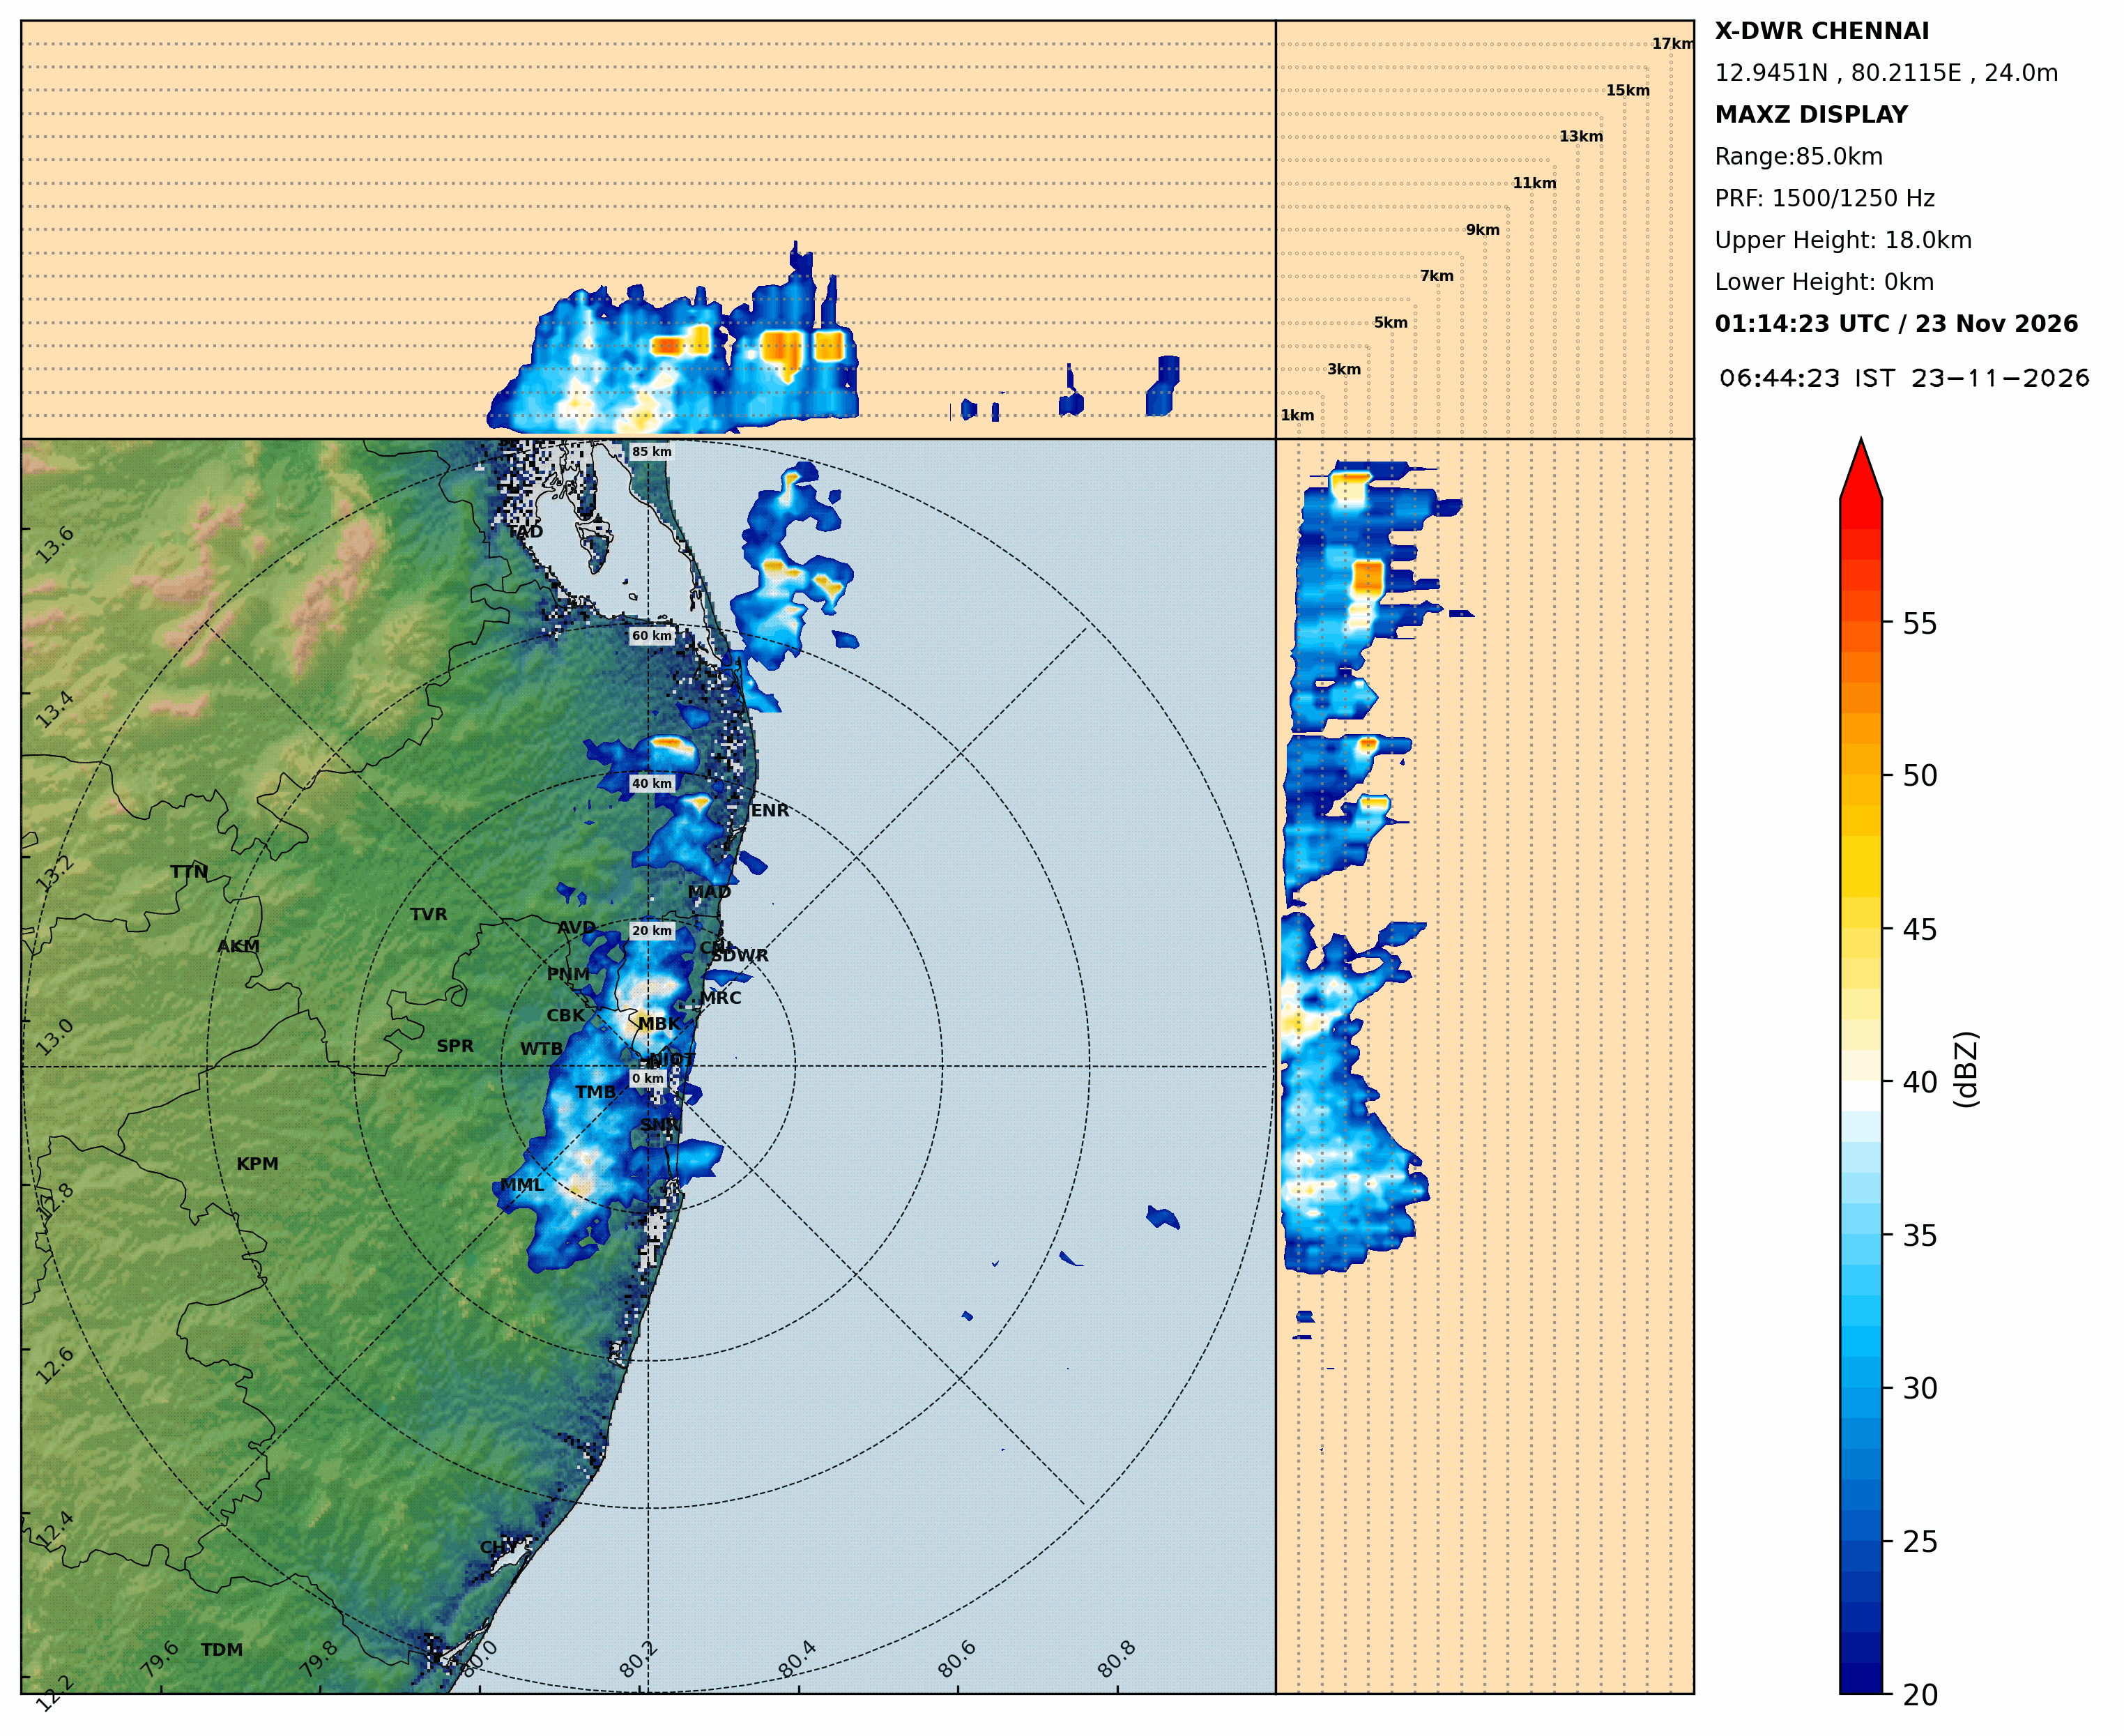 X-DWR CHENNAI
12.9451N , 80.2115E , 24.0m
MAXZ DISPLAY
Range:85.0km
PRF: 1500/1250 Hz
Upper Height: 18.0km
Lower Height: 0km
01:14:23 UTC / 23 Nov 2026
06:44:23 IST 23-11-2026
17km
15km
13km
11km
9km
7km
5km
3km
1km
85 km
60 km
40 km
20 km
0 km
TAD
ENR
TTN
MAD
TVR
AVD
AKM
SDWR
PNM
MRC
CBK
MBK
SPR
WTB
NIOT
TMB
SNR
KPM
MML
CHY
TDM
13.6
13.4
13.2
13.0
12.8
12.6
12.4
12.2
79.6
79.8
80.0
80.2
80.4
80.6
80.8
55
50
45
40
35
30
25
20
(dBZ)